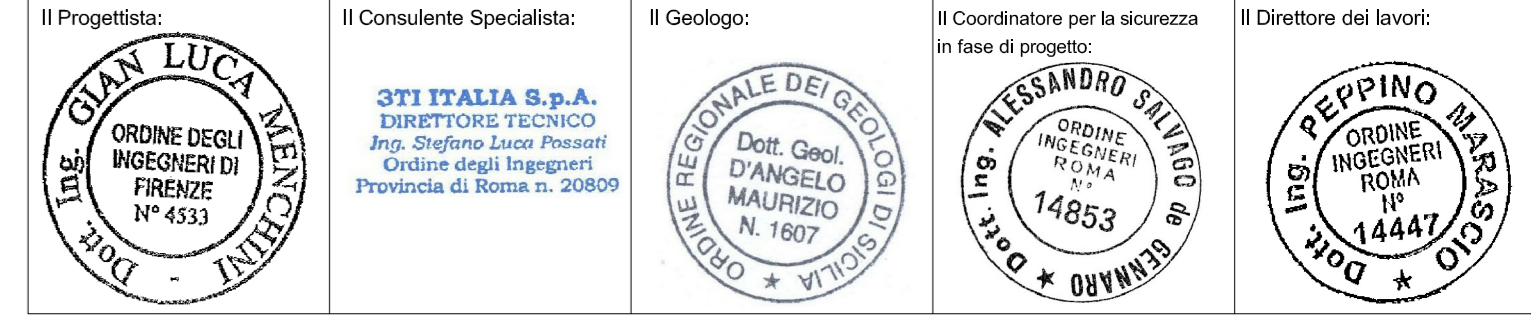 Il Progettista:
Dott. Ing. GIAN LUCA MENCHINI -
ORDINE DEGLI
INGEGNERI DI
FIRENZE
N° 4533
Il Consulente Specialista:
3TI ITALIA S.p.A.
DIRETTORE TECNICO
Ing. Stefano Luca Possati
Ordine degli Ingegneri
Provincia di Roma n. 20809
Il Geologo:
ORDINE REGIONALE DEI GEOLOGI DI SICILIA ★
Dott. Geol.
D'ANGELO
MAURIZIO
N. 1607
Il Coordinatore per la sicurezza
in fase di progetto:
Dott. Ing. ALESSANDRO SALVAGO de GENNARO ★
ORDINE
INGEGNERI
ROMA
N°
14853
Il Direttore dei lavori:
Dott. Ing. PEPPINO MARASCIO ★
ORDINE
INGEGNERI
ROMA
N°
14447